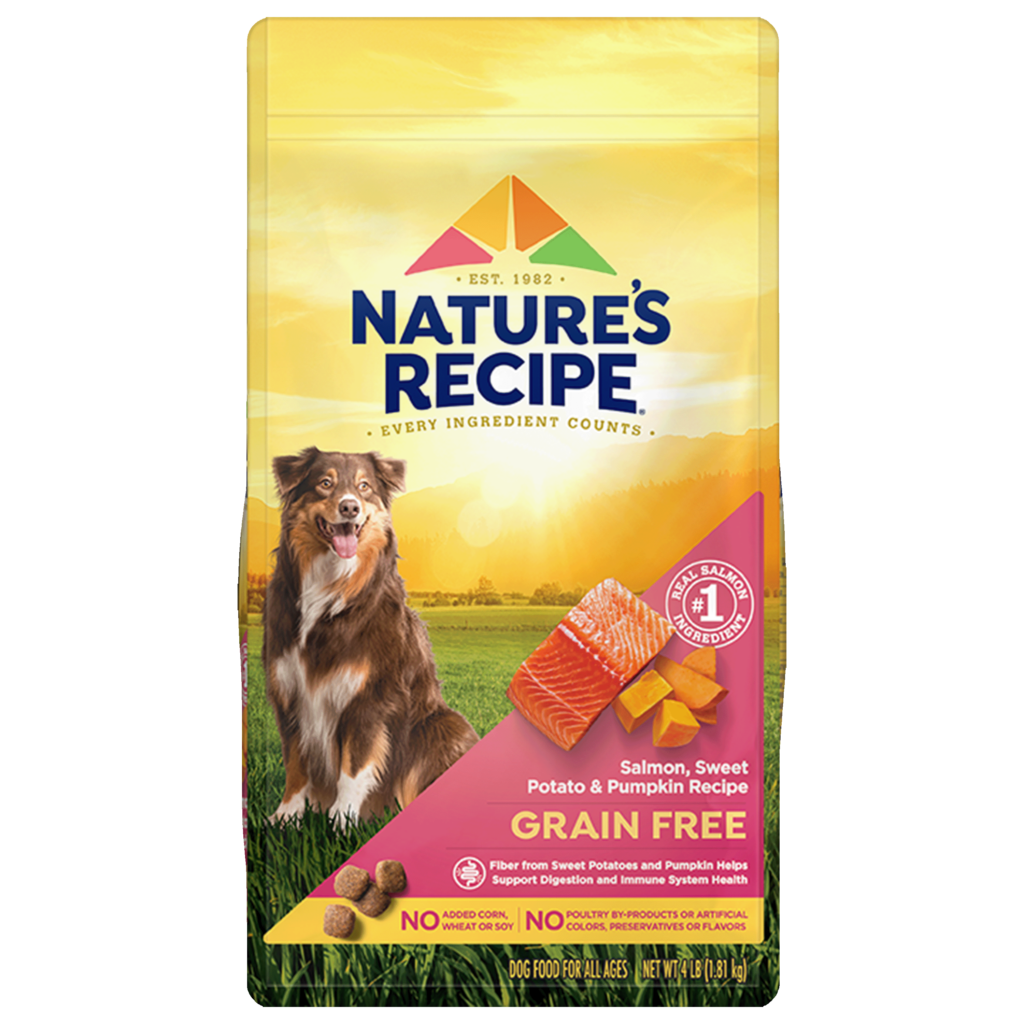 · EST. 1982 ·
NATURE'S
RECIPE®
· EVERY INGREDIENT COUNTS ·
REAL SALMON
#1
INGREDIENT
Salmon, Sweet
Potato & Pumpkin Recipe
GRAIN FREE
Fiber from Sweet Potatoes and Pumpkin Helps
Support Digestion and Immune System Health
NO ADDED CORN,
WHEAT OR SOY
NO POULTRY BY-PRODUCTS OR ARTIFICIAL
COLORS, PRESERVATIVES OR FLAVORS
DOG FOOD FOR ALL AGES NET WT 4 LB (1.81 kg)